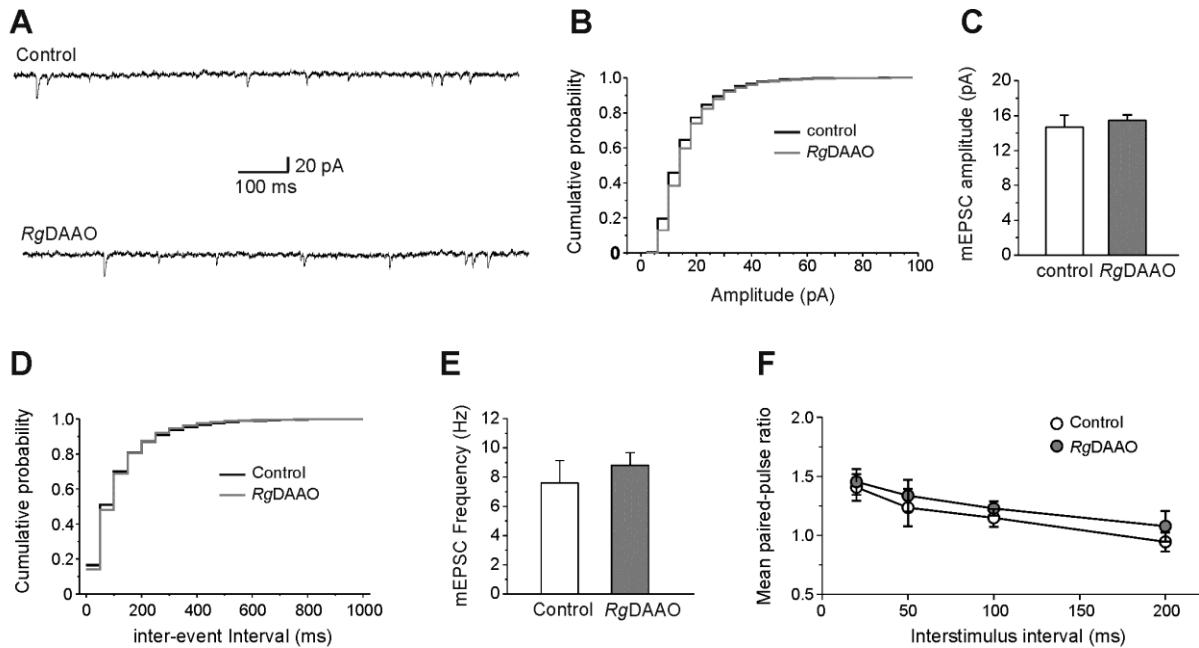 A
Control
20 pA
100 ms
RgDAAO
B
Cumulative probability
1.0
0.8
0.6
0.4
0.2
0
0
20
40
60
80
100
Amplitude (pA)
control
RgDAAO
C
mEPSC amplitude (pA)
20
16
12
8
4
0
control RgDAAO
D
Cumulative probability
1.0
0.8
0.6
0.4
0.2
0
0
200
400
600
800
1000
inter-event Interval (ms)
Control
RgDAAO
E
mEPSC Frequency (Hz)
12
10
8
6
4
2
0
Control RgDAAO
F
Mean paired-pulse ratio
2.0
1.5
1.0
0.5
0
50
100
150
200
Interstimulus interval (ms)
Control
RgDAAO